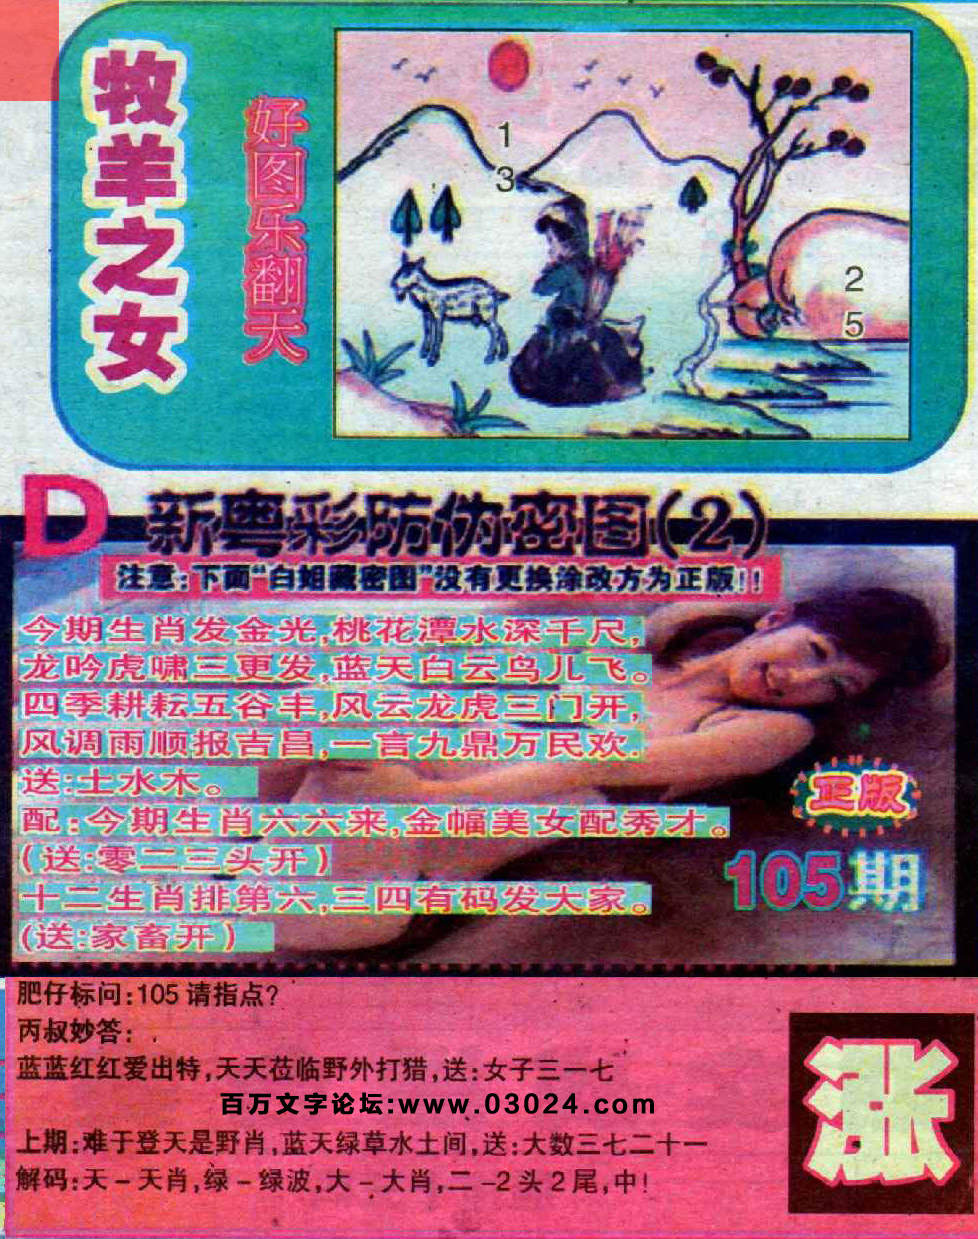 牧羊之女
好图乐翻天
1
3
2
5
D 新粤彩防伪密图(2)
注意:下面“白姐藏密图”没有更换涂改方为正版!!
今期生肖发金光,桃花潭水深千尺,
龙吟虎啸三更发,蓝天白云鸟儿飞。
四季耕耘五谷丰,风云龙虎三门开,
风调雨顺报吉昌,一言九鼎万民欢.
送:土水木。
配:今期生肖六六来,金幅美女配秀才。
(送:零二三头开)
十二生肖排第六,三四有码发大家。
(送:家畜开)
正版
105期
肥仔标问:105请指点?
丙叔妙答:
蓝蓝红红爱出特,天天莅临野外打猎,送:女子三一七
百万文字论坛:www.03024.com
上期:难于登天是野肖,蓝天绿草水土间,送:大数三七二十一
解码:天-天肖,绿-绿波,大-大肖,二-2头2尾,中!
涨